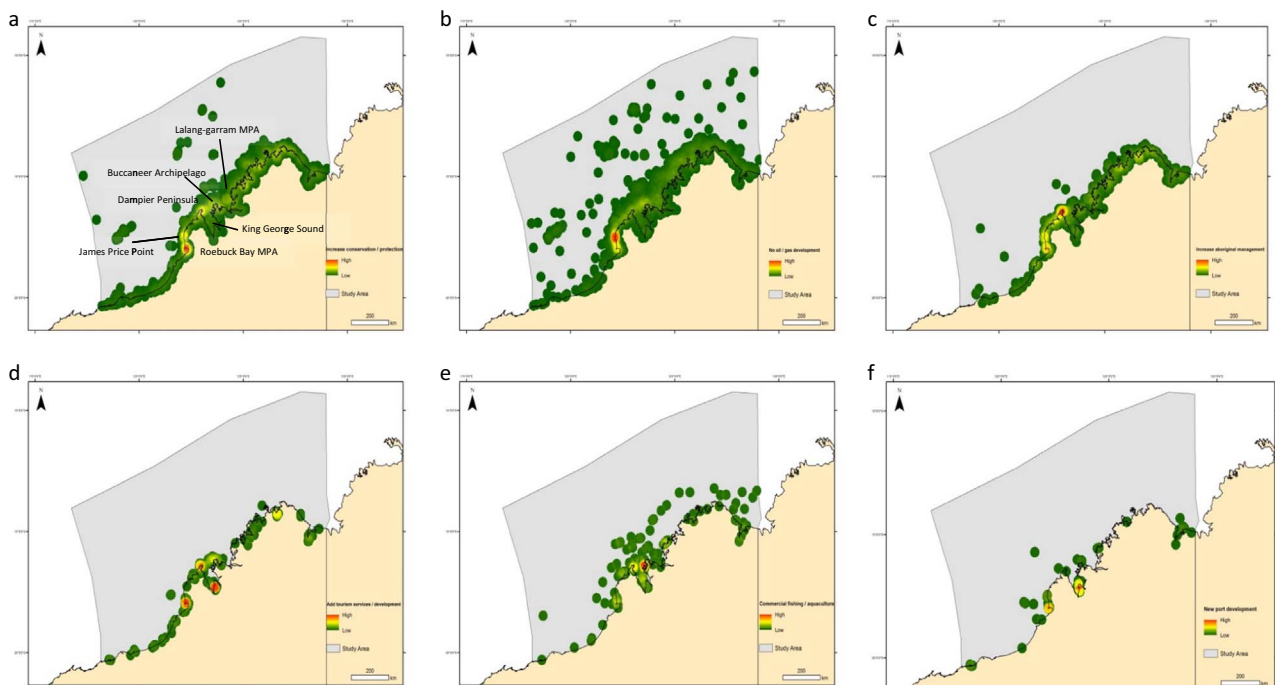 a
b
c
N
N
N
Lalang-garram MPA
Buccaneer Archipelago
Dampier Peninsula
King George Sound
James Price Point
Roebuck Bay MPA
Increase conservation / protection
High
Low
Study Area
200
km
No oil / gas development
High
Low
Study Area
200
km
Increase aboriginal management
High
Low
Study Area
200
km
d
e
f
N
N
N
Add tourism services / development
High
Low
Study Area
200
km
Commercial fishing / aquaculture
High
Low
Study Area
200
km
New port development
High
Low
Study Area
200
km